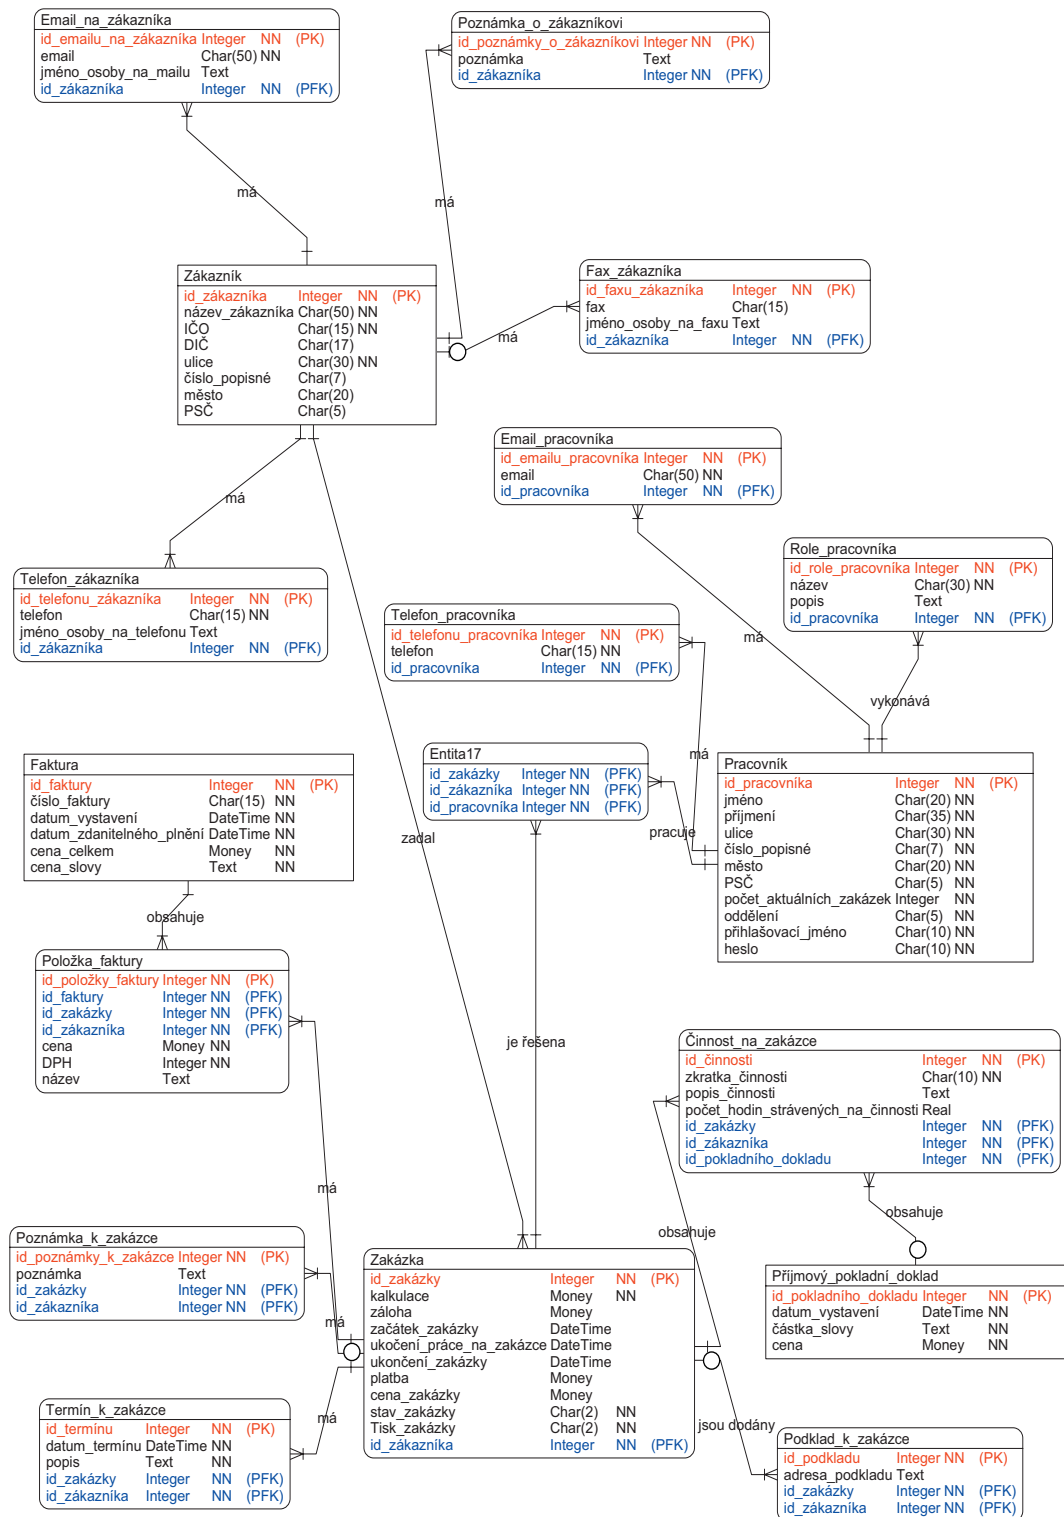 Email_na_zákazníka
id_emailu_na_zákazníka Integer NN (PK)
email Char(50) NN
jméno_osoby_na_mailu Text
id_zákazníka Integer NN (PFK)
Poznámka_o_zákazníkovi
id_poznámky_o_zákazníkovi Integer NN (PK)
poznámka Text
id_zákazníka Integer NN (PFK)
má
má
Zákazník
id_zákazníka Integer NN (PK)
název_zákazníka Char(50) NN
IČO Char(15) NN
DIČ Char(17)
ulice Char(30) NN
číslo_popisné Char(7)
město Char(20)
PSČ Char(5)
Fax_zákazníka
id_faxu_zákazníka Integer NN (PK)
fax Char(15)
jméno_osoby_na_faxu Text
id_zákazníka Integer NN (PFK)
má
Email_pracovníka
id_emailu_pracovníka Integer NN (PK)
email Char(50) NN
id_pracovníka Integer NN (PFK)
má
Role_pracovníka
id_role_pracovníka Integer NN (PK)
název Char(30) NN
popis Text
id_pracovníka Integer NN (PFK)
Telefon_zákazníka
id_telefonu_zákazníka Integer NN (PK)
telefon Char(15) NN
jméno_osoby_na_telefonu Text
id_zákazníka Integer NN (PFK)
Telefon_pracovníka
id_telefonu_pracovníka Integer NN (PK)
telefon Char(15) NN
id_pracovníka Integer NN (PFK)
má
vykonává
má
zadal
pracuje
Faktura
id_faktury Integer NN (PK)
číslo_faktury Char(15) NN
datum_vystavení DateTime NN
datum_zdanitelného_plnění DateTime NN
cena_celkem Money NN
cena_slovy Text NN
Entita17
id_zakázky Integer NN (PFK)
id_zákazníka Integer NN (PFK)
id_pracovníka Integer NN (PFK)
Pracovník
id_pracovníka Integer NN (PK)
jméno Char(20) NN
příjmení Char(35) NN
ulice Char(30) NN
číslo_popisné Char(7) NN
město Char(20) NN
PSČ Char(5) NN
počet_aktuálních_zakázek Integer NN
oddělení Char(5) NN
přihlašovací_jméno Char(10) NN
heslo Char(10) NN
obsahuje
Položka_faktury
id_položky_faktury Integer NN (PK)
id_faktury Integer NN (PFK)
id_zakázky Integer NN (PFK)
id_zákazníka Integer NN (PFK)
cena Money NN
DPH Integer NN
název Text
je řešena
Činnost_na_zakázce
id_činnosti Integer NN (PK)
zkratka_činnosti Char(10) NN
popis_činnosti Text
počet_hodin_strávených_na_činnosti Real
id_zakázky Integer NN (PFK)
id_zákazníka Integer NN (PFK)
id_pokladního_dokladu Integer NN (PFK)
má
obsahuje
obsahuje
Poznámka_k_zakázce
id_poznámky_k_zakázce Integer NN (PK)
poznámka Text
id_zakázky Integer NN (PFK)
id_zákazníka Integer NN (PFK)
má
Zakázka
id_zakázky Integer NN (PK)
kalkulace Money NN
záloha Money
začátek_zakázky DateTime
ukočení_práce_na_zakázce DateTime
ukončení_zakázky DateTime
platba Money
cena_zakázky Money
stav_zakázky Char(2) NN
Tisk_zakázky Char(2) NN
id_zákazníka Integer NN (PFK)
Příjmový_pokladní_doklad
id_pokladního_dokladu Integer NN (PK)
datum_vystavení DateTime NN
částka_slovy Text NN
cena Money NN
Termín_k_zakázce
id_termínu Integer NN (PK)
datum_termínu DateTime NN
popis Text NN
id_zakázky Integer NN (PFK)
id_zákazníka Integer NN (PFK)
má
jsou dodány
Podklad_k_zakázce
id_podkladu Integer NN (PK)
adresa_podkladu Text
id_zakázky Integer NN (PFK)
id_zákazníka Integer NN (PFK)